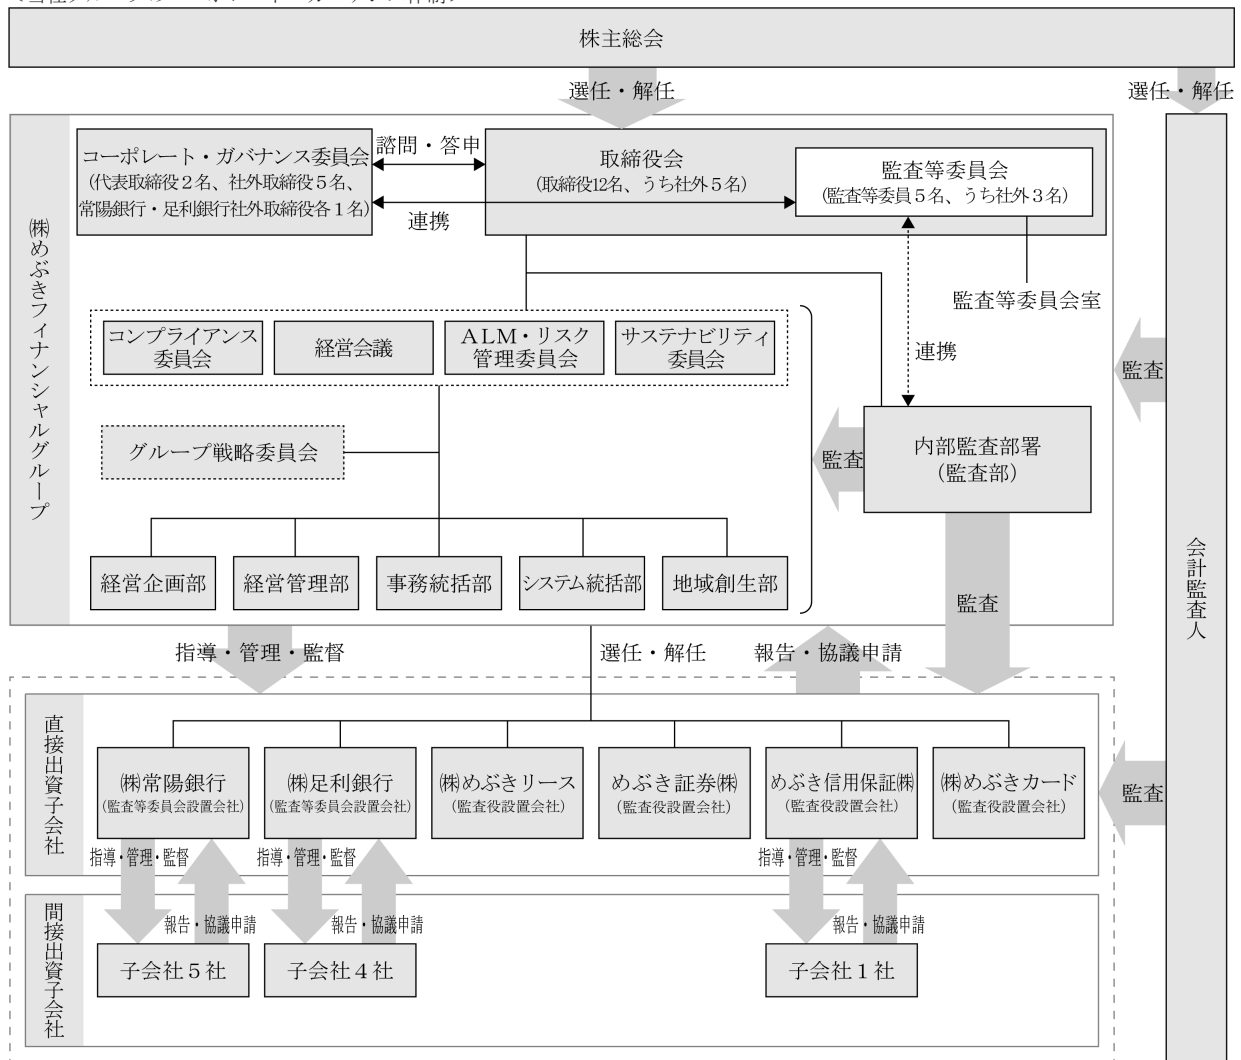 株主総会
選任・解任
選任・解任
コーポレート・ガバナンス委員会
(代表取締役2名、社外取締役5名、
常陽銀行・足利銀行社外取締役各1名)
諮問・答申
連携
取締役会
(取締役12名、うち社外5名)
監査等委員会
(監査等委員5名、うち社外3名)
監査等委員会室
㈱めぶきフィナンシャルグループ
コンプライアンス
委員会
経営会議
ALM・リスク
管理委員会
サステナビリティ
委員会
連携
監査
グループ戦略委員会
監査
内部監査部署
(監査部)
経営企画部
経営管理部
事務統括部
システム統括部
地域創生部
監査
会計監査人
指導・管理・監督
選任・解任
報告・協議申請
直接出資子会社
㈱常陽銀行
(監査等委員会設置会社)
㈱足利銀行
(監査等委員会設置会社)
㈱めぶきリース
(監査役設置会社)
めぶき証券㈱
(監査役設置会社)
めぶき信用保証㈱
(監査役設置会社)
㈱めぶきカード
(監査役設置会社)
監査
指導・管理・監督
指導・管理・監督
指導・管理・監督
間接出資子会社
報告・協議申請
報告・協議申請
報告・協議申請
子会社5社
子会社4社
子会社1社